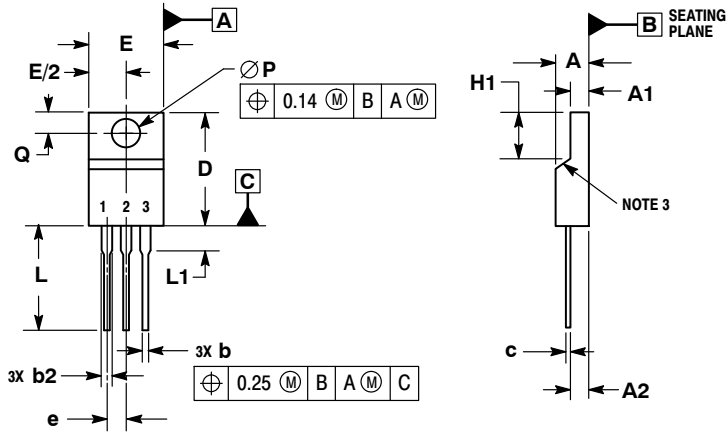 A
E
E/2
∅P
⌖ 0.14 Ⓜ B A Ⓜ
Q
D
C
1 2 3
L
L1
3X b
3X b2
⌖ 0.25 Ⓜ B A Ⓜ C
e
B SEATING PLANE
A
H1
A1
NOTE 3
c
A2